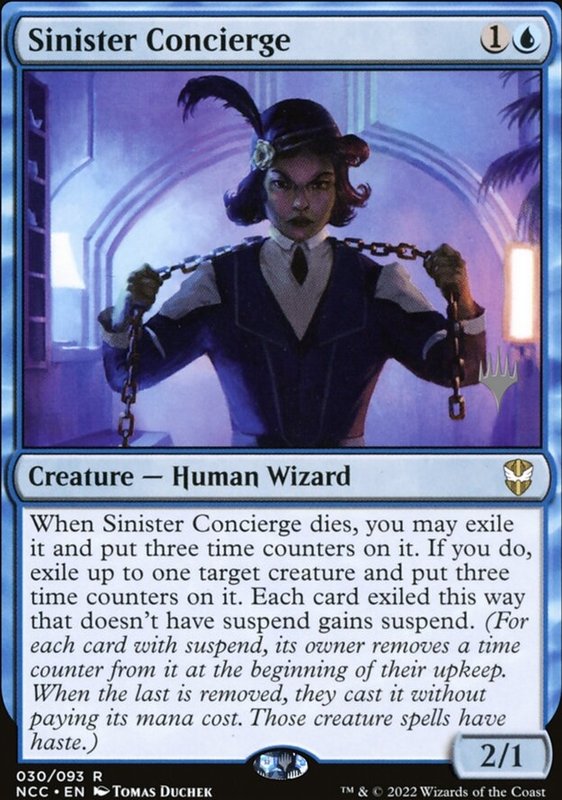 Sinister Concierge 1
Creature — Human Wizard
When Sinister Concierge dies, you may exile
it and put three time counters on it. If you do,
exile up to one target creature and put three
time counters on it. Each card exiled this way
that doesn't have suspend gains suspend. (For
each card with suspend, its owner removes a time
counter from it at the beginning of their upkeep.
When the last is removed, they cast it without
paying its mana cost. Those creature spells have
haste.)
2/1
030/093 R
NCC • EN Tomas Duchek ™ & © 2022 Wizards of the Coast